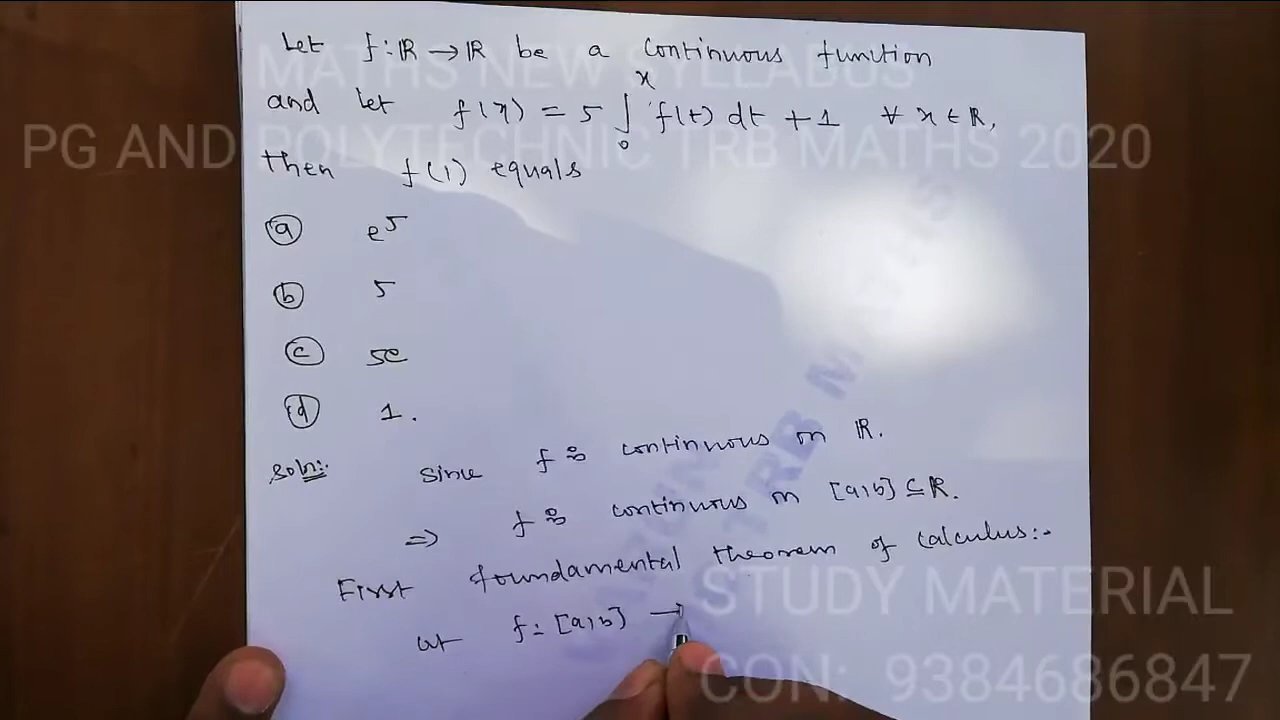 Let f: ℝ → ℝ be a continuous function
and let f(x) = 5 ∫₀ˣ f(t) dt + 1 ∀ x ∈ ℝ,
then f(1) equals
(a) e⁵
(b) 5
(c) 5e
(d) 1.
Soln:- Since f is continuous on ℝ.
⇒ f is continuous on [a,b] ⊆ ℝ.
First foundamental theorem of calculus:-
let f: [a,b] →
MATHS NEW SYLLABUS
PG AND POLYTECHNIC TRB MATHS 2020
STUDY MATERIAL
CON: 9384686847